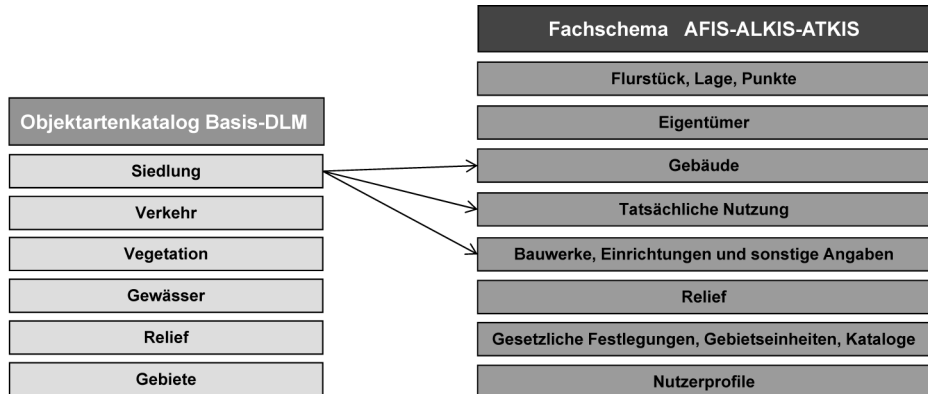 Objektartenkatalog Basis-DLM
Siedlung
Verkehr
Vegetation
Gewässer
Relief
Gebiete
Fachschema AFIS-ALKIS-ATKIS
Flurstück, Lage, Punkte
Eigentümer
Gebäude
Tatsächliche Nutzung
Bauwerke, Einrichtungen und sonstige Angaben
Relief
Gesetzliche Festlegungen, Gebietseinheiten, Kataloge
Nutzerprofile